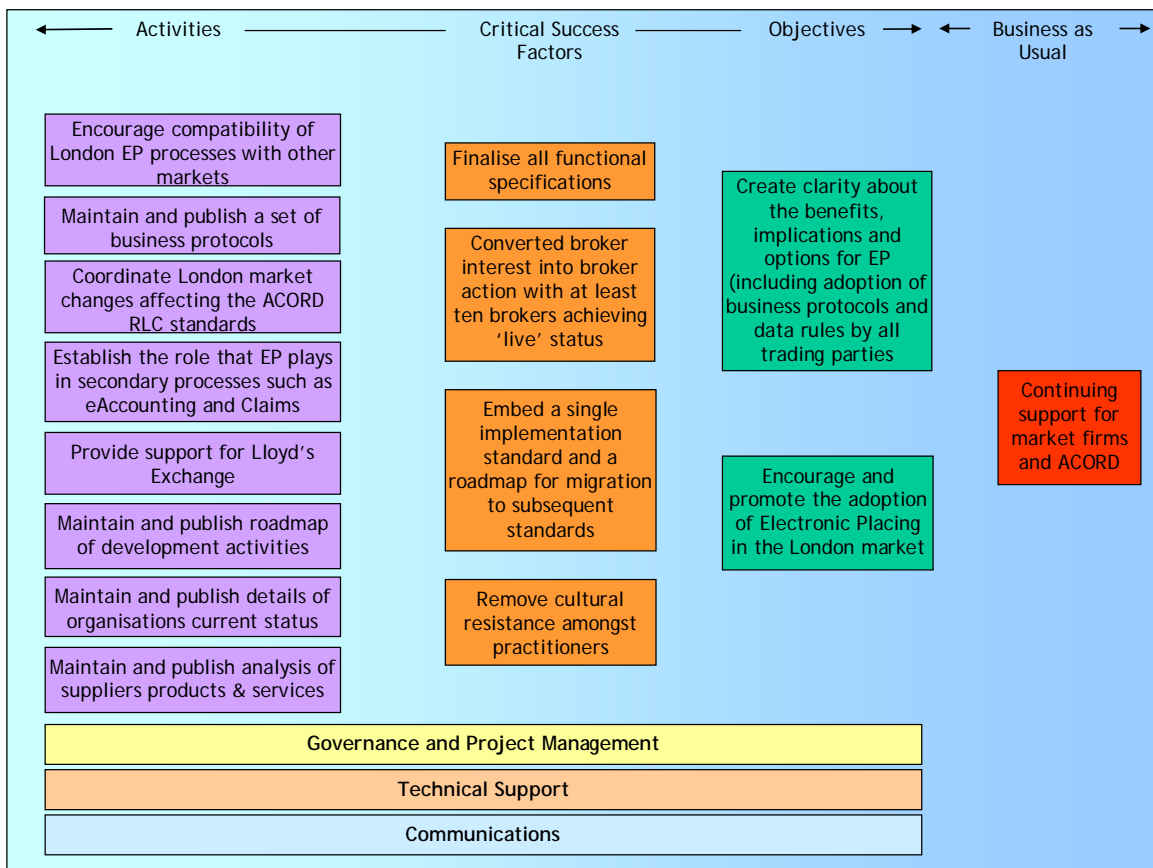 Activities
Critical Success
Factors
Objectives
Business as
Usual
Encourage compatibility of
London EP processes with other
markets
Maintain and publish a set of
business protocols
Coordinate London market
changes affecting the ACORD
RLC standards
Establish the role that EP plays
in secondary processes such as
eAccounting and Claims
Provide support for Lloyd's
Exchange
Maintain and publish roadmap
of development activities
Maintain and publish details of
organisations current status
Maintain and publish analysis of
suppliers products & services
Finalise all functional
specifications
Converted broker
interest into broker
action with at least
ten brokers achieving
‘live’ status
Embed a single
implementation
standard and a
roadmap for migration
to subsequent
standards
Remove cultural
resistance amongst
practitioners
Create clarity about
the benefits,
implications and
options for EP
(including adoption of
business protocols and
data rules by all
trading parties
Encourage and
promote the adoption
of Electronic Placing
in the London market
Continuing
support for
market firms
and ACORD
Governance and Project Management
Technical Support
Communications